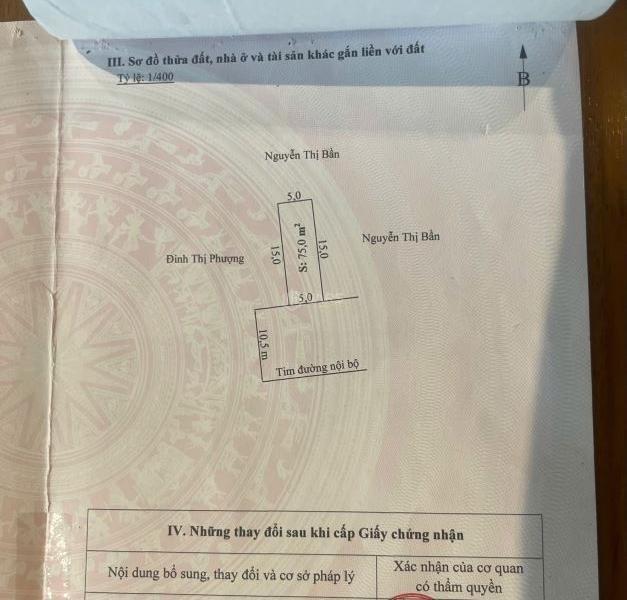 III. Sơ đồ thửa đất, nhà ở và tài sản khác gắn liền với đất
Tỷ lệ: 1/400
B
Nguyễn Thị Bằn
5,0
15,0
S: 75,0 m²
15,0
Nguyễn Thị Bằn
Đinh Thị Phượng
5,0
10,5 m
Tim đường nội bộ
IV. Những thay đổi sau khi cấp Giấy chứng nhận
Nội dung bổ sung, thay đổi và cơ sở pháp lý
Xác nhận của cơ quan
có thẩm quyền